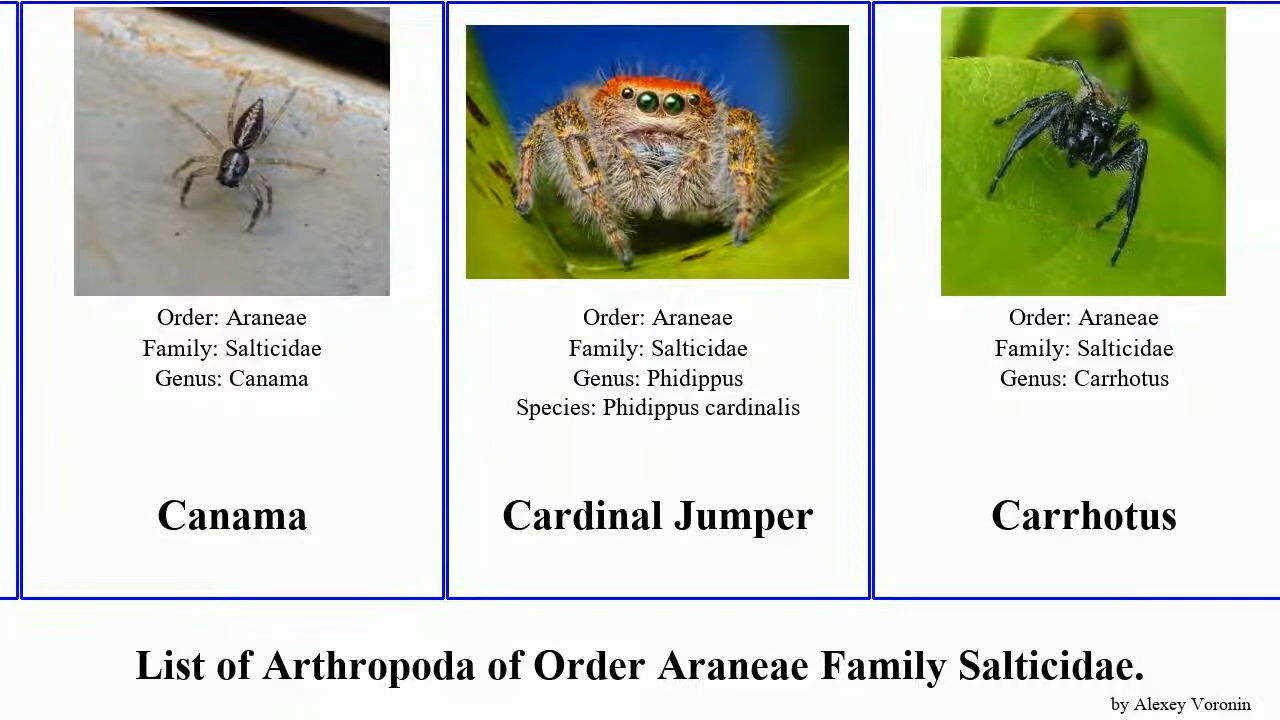 Order: Araneae
Family: Salticidae
Genus: Canama
Canama
Order: Araneae
Family: Salticidae
Genus: Phidippus
Species: Phidippus cardinalis
Cardinal Jumper
Order: Araneae
Family: Salticidae
Genus: Carrhotus
Carrhotus
List of Arthropoda of Order Araneae Family Salticidae.
by Alexey Voronin